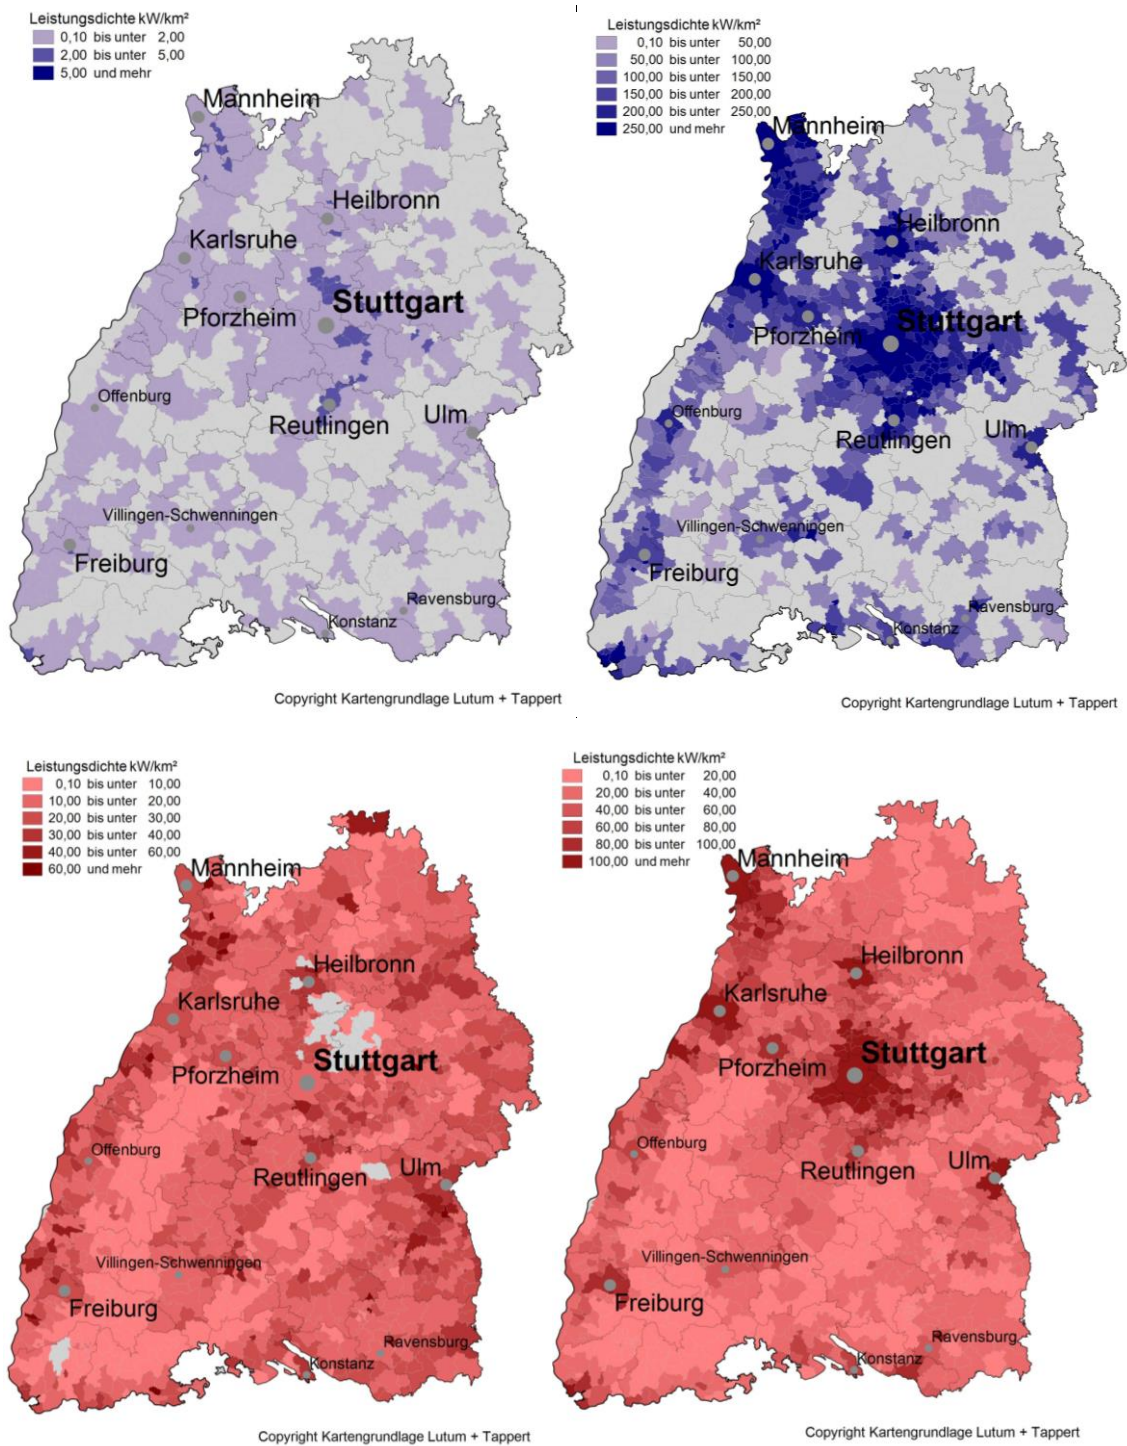 Leistungsdichte kW/km²
0,10 bis unter 2,00
2,00 bis unter 5,00
5,00 und mehr
Mannheim
Heilbronn
Karlsruhe
Stuttgart
Pforzheim
Offenburg
Reutlingen
Ulm
Villingen-Schwenningen
Freiburg
Ravensburg
Konstanz
Copyright Kartengrundlage Lutum + Tappert
Leistungsdichte kW/km²
0,10 bis unter 50,00
50,00 bis unter 100,00
100,00 bis unter 150,00
150,00 bis unter 200,00
200,00 bis unter 250,00
250,00 und mehr
Mannheim
Heilbronn
Karlsruhe
Stuttgart
Pforzheim
Offenburg
Reutlingen
Ulm
Villingen-Schwenningen
Freiburg
Ravensburg
Konstanz
Copyright Kartengrundlage Lutum + Tappert
Leistungsdichte kW/km²
0,10 bis unter 10,00
10,00 bis unter 20,00
20,00 bis unter 30,00
30,00 bis unter 40,00
40,00 bis unter 60,00
60,00 und mehr
Mannheim
Heilbronn
Karlsruhe
Stuttgart
Pforzheim
Offenburg
Reutlingen
Ulm
Villingen-Schwenningen
Freiburg
Ravensburg
Konstanz
Copyright Kartengrundlage Lutum + Tappert
Leistungsdichte kW/km²
0,10 bis unter 20,00
20,00 bis unter 40,00
40,00 bis unter 60,00
60,00 bis unter 80,00
80,00 bis unter 100,00
100,00 und mehr
Mannheim
Heilbronn
Karlsruhe
Stuttgart
Pforzheim
Offenburg
Reutlingen
Ulm
Villingen-Schwenningen
Freiburg
Ravensburg
Konstanz
Copyright Kartengrundlage Lutum + Tappert